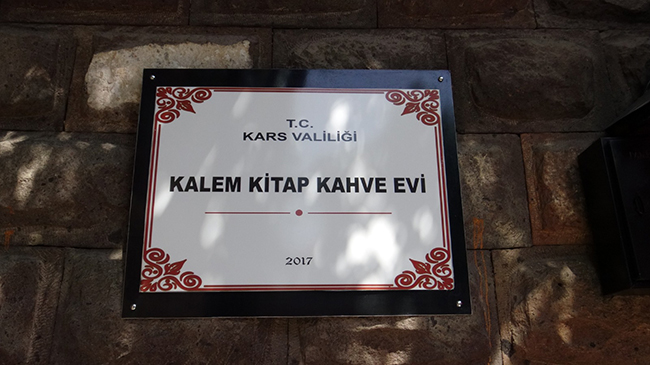 T.C.
KARS VALİLİĞİ
KALEM KİTAP KAHVE EVİ
2017